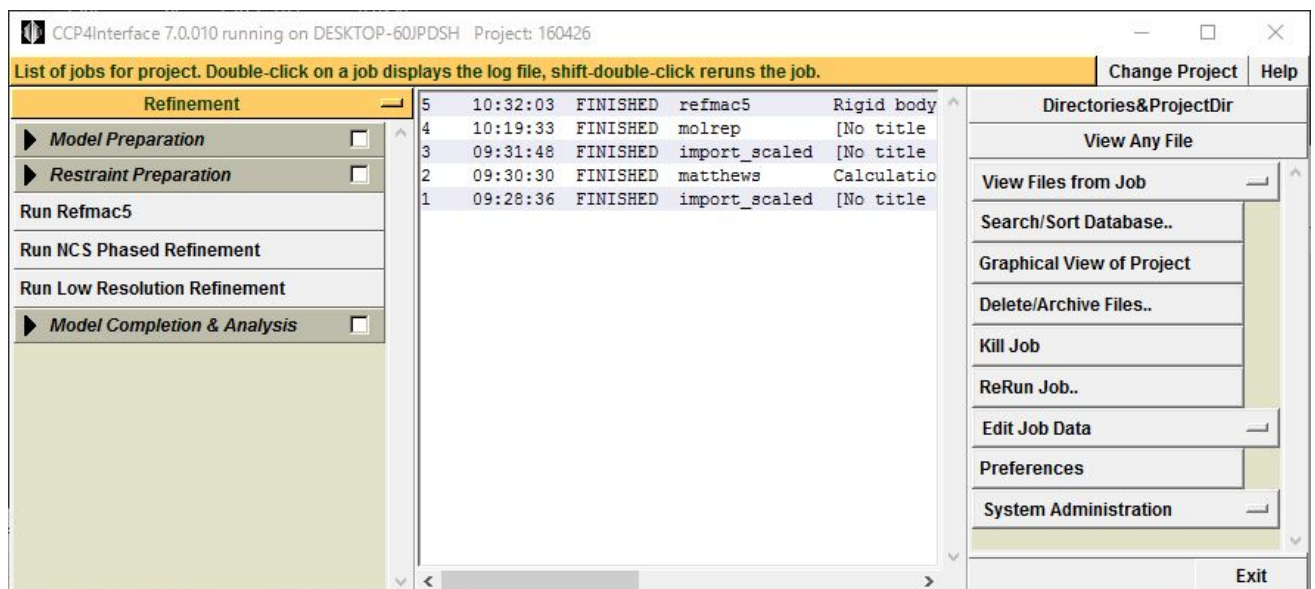 CCP4Interface 7.0.010 running on DESKTOP-60JPDSH Project: 160426
List of jobs for project. Double-click on a job displays the log file, shift-double-click reruns the job.
Change Project
Help
Refinement
Model Preparation
Restraint Preparation
Run Refmac5
Run NCS Phased Refinement
Run Low Resolution Refinement
Model Completion & Analysis
5 10:32:03 FINISHED refmac5 Rigid body
4 10:19:33 FINISHED molrep [No title
3 09:31:48 FINISHED import_scaled [No title
2 09:30:30 FINISHED matthews Calculatio
1 09:28:36 FINISHED import_scaled [No title
Directories&ProjectDir
View Any File
View Files from Job
Search/Sort Database..
Graphical View of Project
Delete/Archive Files..
Kill Job
ReRun Job..
Edit Job Data
Preferences
System Administration
Exit